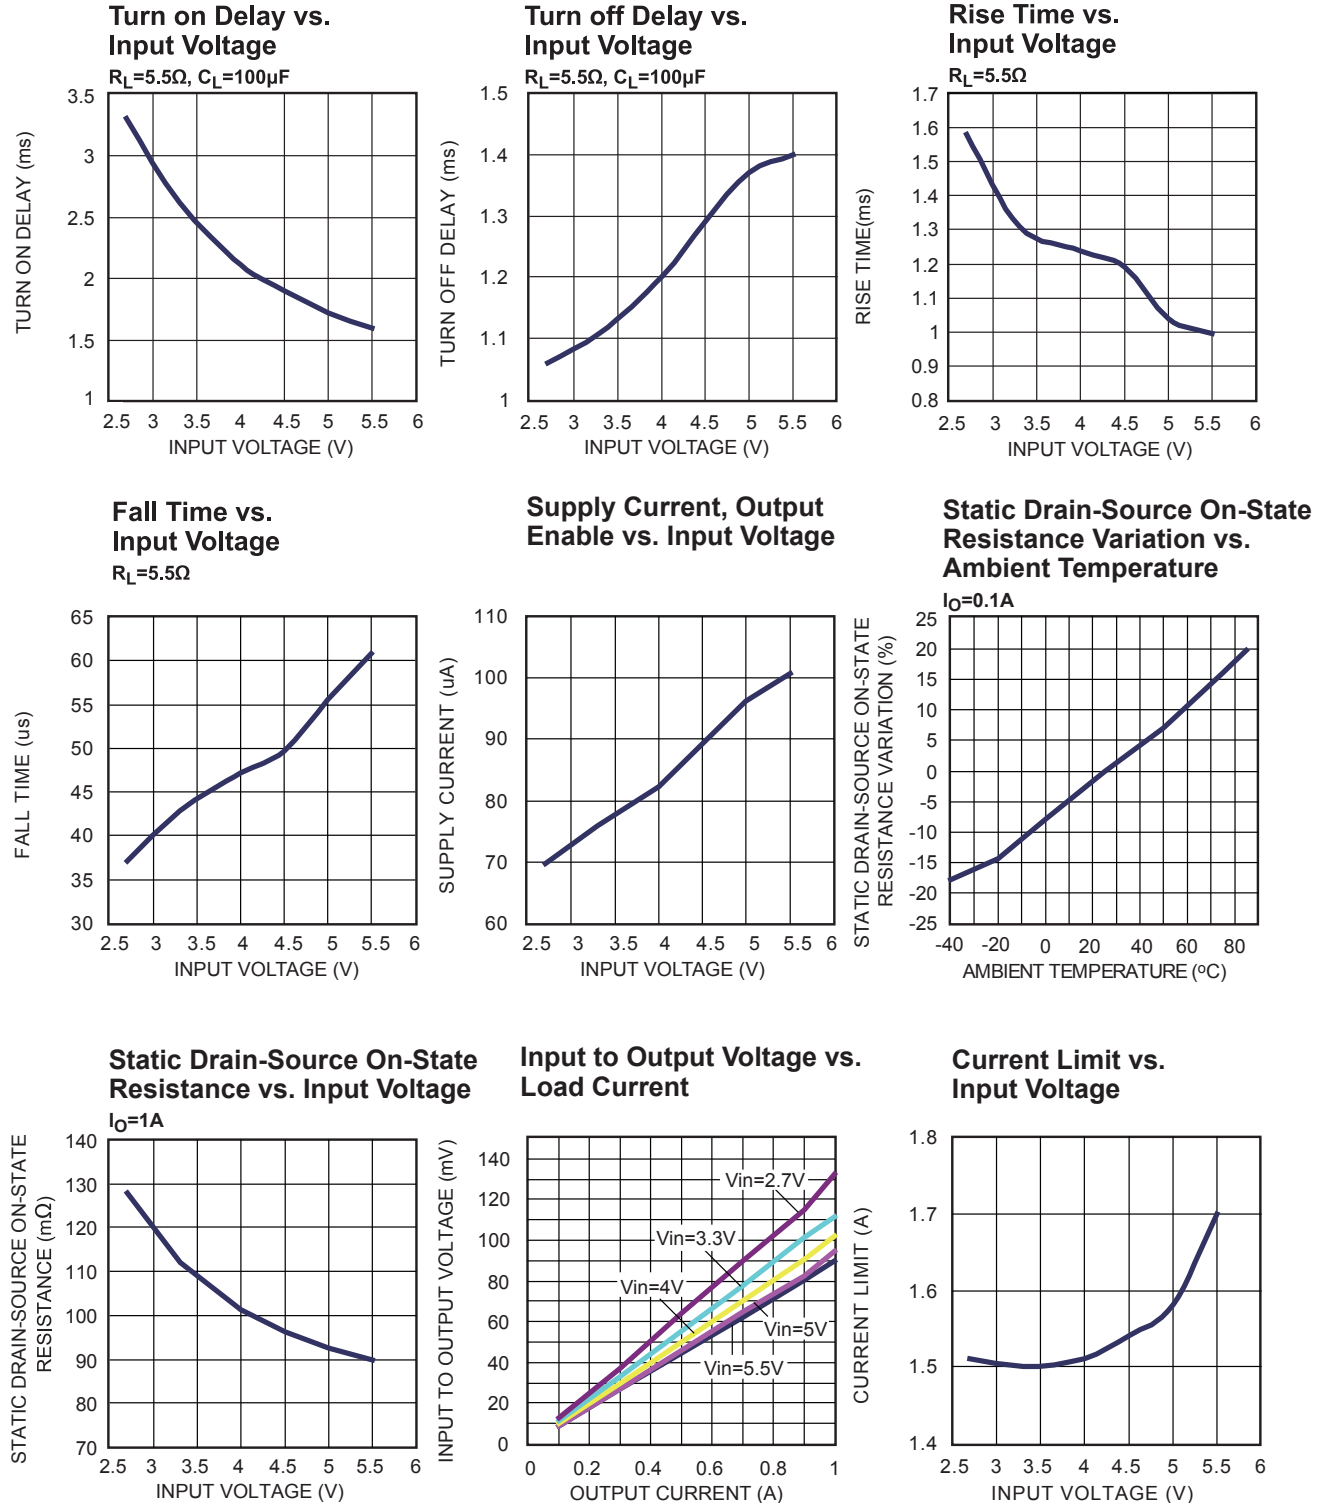 Turn on Delay vs.
Input Voltage
RL=5.5Ω, CL=100µF
3.5
3
2.5
2
1.5
1
TURN ON DELAY (ms)
2.5 3 3.5 4 4.5 5 5.5 6
INPUT VOLTAGE (V)
Turn off Delay vs.
Input Voltage
RL=5.5Ω, CL=100µF
1.5
1.4
1.3
1.2
1.1
1
TURN OFF DELAY (ms)
2.5 3 3.5 4 4.5 5 5.5 6
INPUT VOLTAGE (V)
Rise Time vs.
Input Voltage
RL=5.5Ω
1.7
1.6
1.5
1.4
1.3
1.2
1.1
1
0.9
0.8
RISE TIME(ms)
2.5 3 3.5 4 4.5 5 5.5 6
INPUT VOLTAGE (V)
Fall Time vs.
Input Voltage
RL=5.5Ω
65
60
55
50
45
40
35
30
FALL TIME (us)
2.5 3 3.5 4 4.5 5 5.5 6
INPUT VOLTAGE (V)
Supply Current, Output
Enable vs. Input Voltage
110
100
90
80
70
60
SUPPLY CURRENT (uA)
2.5 3 3.5 4 4.5 5 5.5 6
INPUT VOLTAGE (V)
Static Drain-Source On-State
Resistance Variation vs.
Ambient Temperature
IO=0.1A
25
20
15
10
5
0
-5
-10
-15
-20
-25
STATIC DRAIN-SOURCE ON-STATE
RESISTANCE VARIATION (%)
-40 -20 0 20 40 60 80
AMBIENT TEMPERATURE (ºC)
Static Drain-Source On-State
Resistance vs. Input Voltage
IO=1A
140
130
120
110
100
90
80
70
STATIC DRAIN-SOURCE ON-STATE
RESISTANCE (mΩ)
2.5 3 3.5 4 4.5 5 5.5 6
INPUT VOLTAGE (V)
Input to Output Voltage vs.
Load Current
140
120
100
80
60
40
20
0
INPUT TO OUTPUT VOLTAGE (mV)
Vin=2.7V
Vin=3.3V
Vin=4V
Vin=5V
Vin=5.5V
0 0.2 0.4 0.6 0.8 1
OUTPUT CURRENT (A)
Current Limit vs.
Input Voltage
1.8
1.7
1.6
1.5
1.4
CURRENT LIMIT (A)
2.5 3 3.5 4 4.5 5 5.5 6
INPUT VOLTAGE (V)